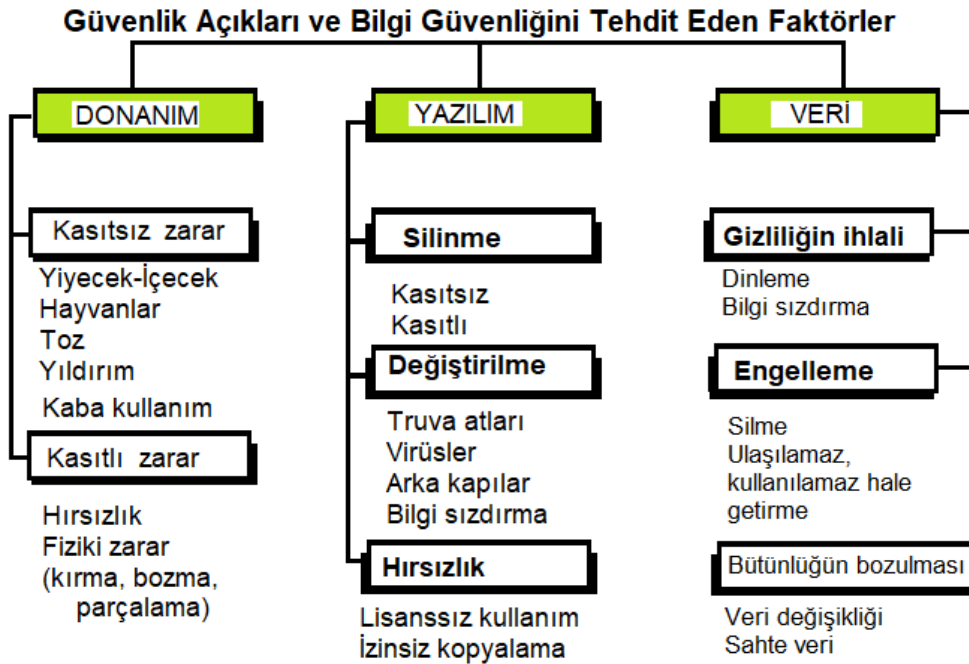 Güvenlik Açıkları ve Bilgi Güvenliğini Tehdit Eden Faktörler
DONANIM
Kasıtsız zarar
Yiyecek-İçecek
Hayvanlar
Toz
Yıldırım
Kaba kullanım
Kasıtlı zarar
Hırsızlık
Fiziki zarar
(kırma, bozma,
parçalama)
YAZILIM
Silinme
Kasıtsız
Kasıtlı
Değiştirilme
Truva atları
Virüsler
Arka kapılar
Bilgi sızdırma
Hırsızlık
Lisanssız kullanım
İzinsiz kopyalama
VERİ
Gizliliğin ihlali
Dinleme
Bilgi sızdırma
Engelleme
Silme
Ulaşılamaz,
kullanılamaz hale
getirme
Bütünlüğün bozulması
Veri değişikliği
Sahte veri